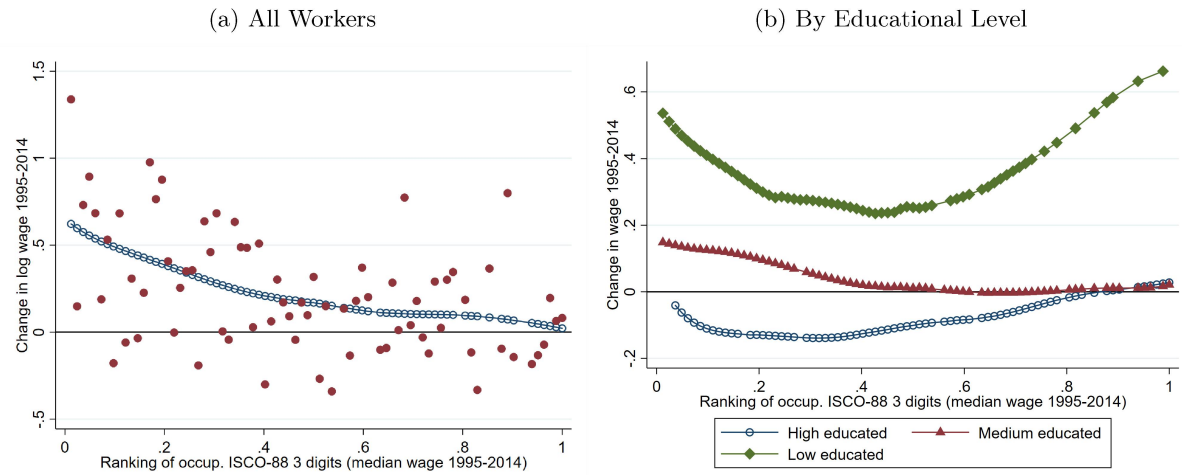 (a) All Workers
(b) By Educational Level
Change in log wage 1995-2014
1.5
1
.5
0
-.5
0
.2
.4
.6
.8
1
Ranking of occup. ISCO-88 3 digits (median wage 1995-2014)
Change in wage 1995-2014
.6
.4
.2
0
-.2
0
.2
.4
.6
.8
1
Ranking of occup. ISCO-88 3 digits (median wage 1995-2014)
High educated
Medium educated
Low educated